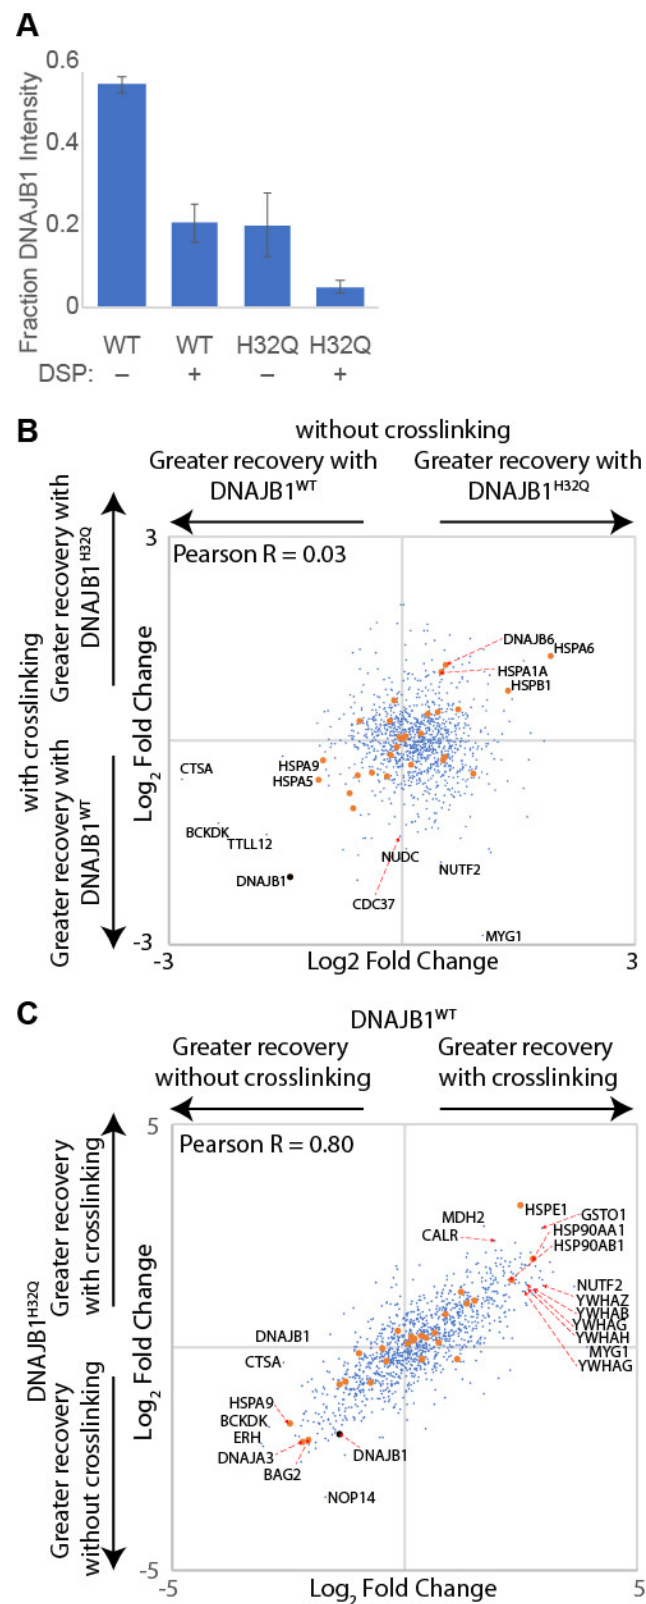 A
0.6
0.4
0.2
0
Fraction DNAJB1 Intensity
WT WT H32Q H32Q
DSP: – + – +
B
without crosslinking
Greater recovery with DNAJB1WT
Greater recovery with DNAJB1H32Q
with crosslinking
Greater recovery with DNAJB1H32Q
Greater recovery with DNAJB1WT
Log2 Fold Change
3
Pearson R = 0.03
DNAJB6
HSPA6
HSPA1A
HSPB1
HSPA9
HSPA5
CTSA
BCKDK
TTLL12
DNAJB1
NUDC
NUTF2
CDC37
MYG1
-3
-3
Log2 Fold Change
3
C
DNAJB1WT
Greater recovery without crosslinking
Greater recovery with crosslinking
DNAJB1H32Q
Greater recovery with crosslinking
Greater recovery without crosslinking
Log2 Fold Change
5
Pearson R = 0.80
HSPE1
GSTO1
MDH2
HSP90AA1
CALR
HSP90AB1
NUTF2
YWHAZ
YWHAB
YWHAG
YWHAH
MYG1
YWHAG
DNAJB1
CTSA
HSPA9
BCKDK
ERH
DNAJA3
BAG2
DNAJB1
NOP14
-5
-5
Log2 Fold Change
5